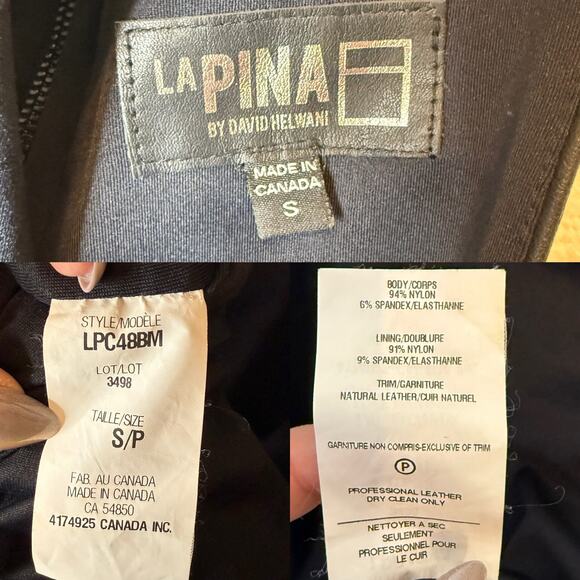 LA PINA
BY DAVID HELWANI
MADE IN
CANADA
S
STYLE/MODÈLE
LPC48BM
LOT/LOT
3498
TAILLE/SIZE
S/P
FAB. AU CANADA
MADE IN CANADA
CA 54850
4174925 CANADA INC.
BODY/CORPS
94% NYLON
6% SPANDEX/ELASTHANNE
LINING/DOUBLURE
91% NYLON
9% SPANDEX/ELASTHANNE
TRIM/GARNITURE
NATURAL LEATHER/CUIR NATUREL
GARNITURE NON COMPRIS-EXCLUSIVE OF TRIM
P
PROFESSIONAL LEATHER
DRY CLEAN ONLY
NETTOYER A SEC
SEULEMENT
PROFESSIONNEL POUR
LE CUIR